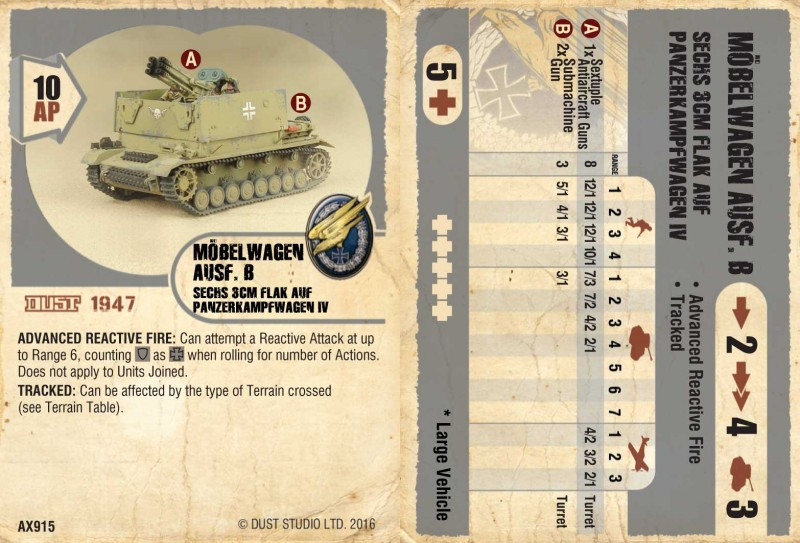 10
AP
A
B
MÖBELWAGEN
AUSF. B
SECHS 3CM FLAK AUF
PANZERKAMPFWAGEN IV
DUST 1947
ADVANCED REACTIVE FIRE: Can attempt a Reactive Attack at up
to Range 6, counting as when rolling for number of Actions.
Does not apply to Units Joined.
TRACKED: Can be affected by the type of Terrain crossed
(see Terrain Table).
AX915
© DUST STUDIO LTD. 2016
MÖBELWAGEN AUSF. B
2 4 3
SECHS 3CM FLAK AUF
PANZERKAMPFWAGEN IV
• Advanced Reactive Fire
• Tracked
RANGE 1 2 3 4 1 2 3 4 5 6 7 1 2 3
A 1x Sextuple
Antiaircraft Guns 8 12/1 12/1 12/1 10/1 7/3 7/2 4/2 2/1 4/2 3/2 2/1 Turret
B 2x Submachine
Gun 3 5/1 4/1 3/1 3/1 Turret
5
* Large Vehicle